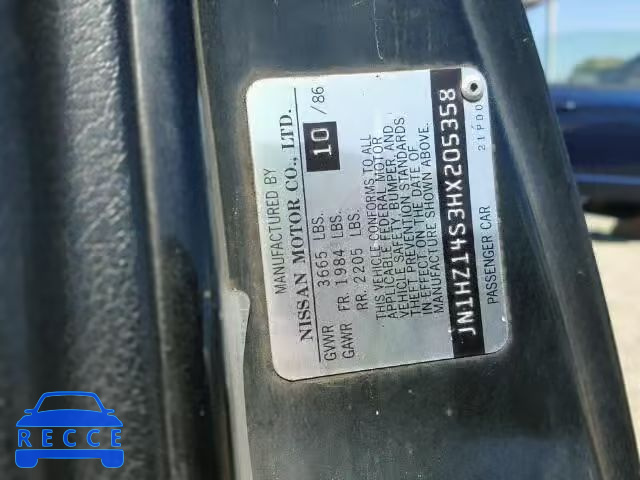 MANUFACTURED BY
NISSAN MOTOR CO., LTD. 10 /86
GVWR 3665 LBS.
GAWR FR. 1984 LBS.
RR. 2205 LBS.
THIS VEHICLE CONFORMS TO ALL
APPLICABLE FEDERAL MOTOR
VEHICLE SAFETY, BUMPER, AND
THEFT PREVENTION STANDARDS
IN EFFECT ON THE DATE OF
MANUFACTURE SHOWN ABOVE.
JN1HZ14S3HX205358
PASSENGER CAR 21P00
RECCE